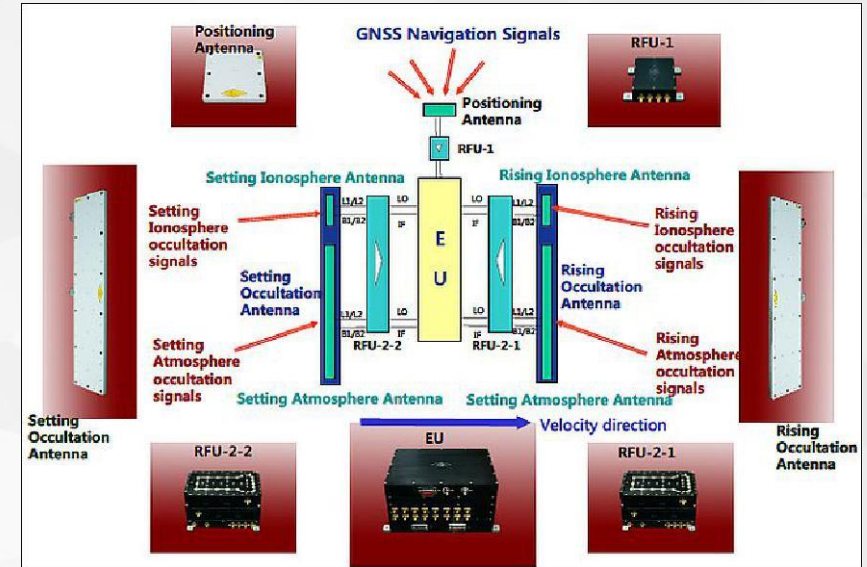 Positioning
Antenna
GNSS Navigation Signals
RFU-1
Positioning
Antenna
RFU-1
Setting Ionosphere Antenna
Rising Ionosphere Antenna
Setting
Ionosphere
occultation
signals
L1/L2
LO
B1/B2
IF
E
U
LO
L1/L2
IF
B1/B2
Rising
Ionosphere
occultation
signals
Setting
Occultation
Antenna
Rising
Occultation
Antenna
L1/L2
LO
B1/B2
IF
LO
L1/L2
IF
B1/B2
RFU-2-2
RFU-2-1
Setting
Atmosphere
occultation
signals
Rising
Atmosphere
occultation
signals
Setting Atmosphere Antenna
Setting Atmosphere Antenna
Velocity direction
Setting
Occultation
Antenna
Rising
Occultation
Antenna
RFU-2-2
EU
RFU-2-1